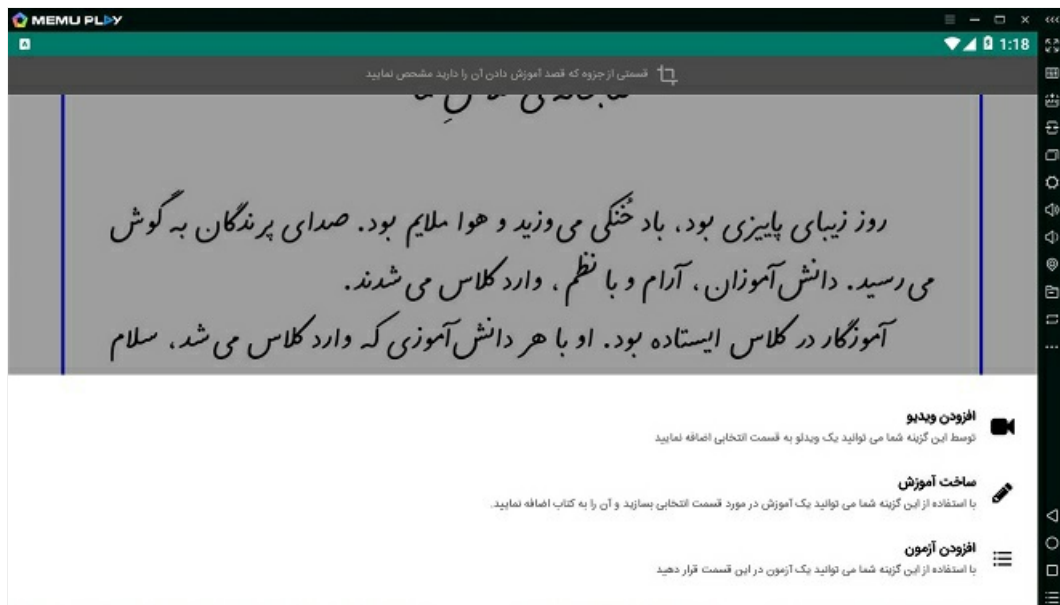 MEMU PLAY
1:18
قسمتی از جزوه که قصد آموزش دادن آن را دارید مشخص نمایید
روز زیبای پاییزی بود، باد خُنَکی می وزید و هوا ملایم بود. صدای پرندگان به گوش
می رسید. دانش آموزان، آرام و با نظم، وارد کلاس می شدند.
آموزگار در کلاس ایستاده بود. او با هر دانش آموزی که وارد کلاس می شد، سلام
افزودن ویدیو
توسط این گزینه شما می توانید یک ویدئو به قسمت انتخابی اضافه نمایید
ساخت آموزش
با استفاده از این گزینه شما می توانید یک آموزش در مورد قسمت انتخابی بسازید و آن را به کتاب اضافه نمایید.
افزودن آزمون
با استفاده از این گزینه شما می توانید یک آزمون در این قسمت قرار دهید